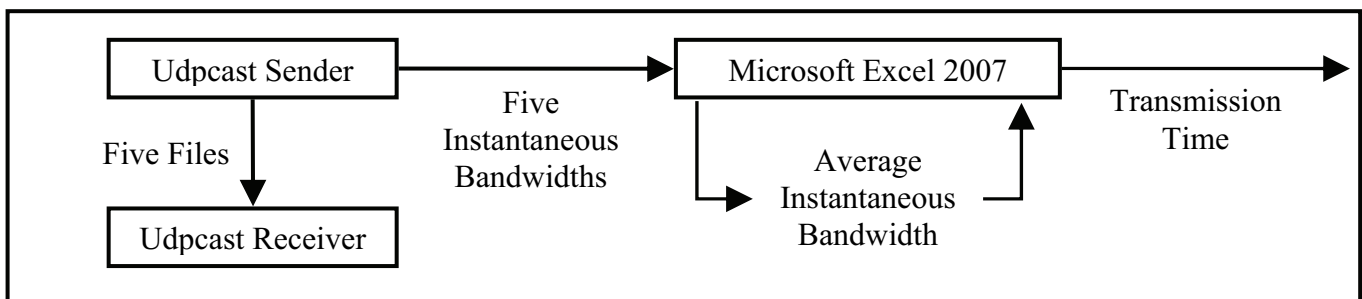 Udpcast Sender
Five Files
Udpcast Receiver
Five
Instantaneous
Bandwidths
Microsoft Excel 2007
Average
Instantaneous
Bandwidth
Transmission
Time